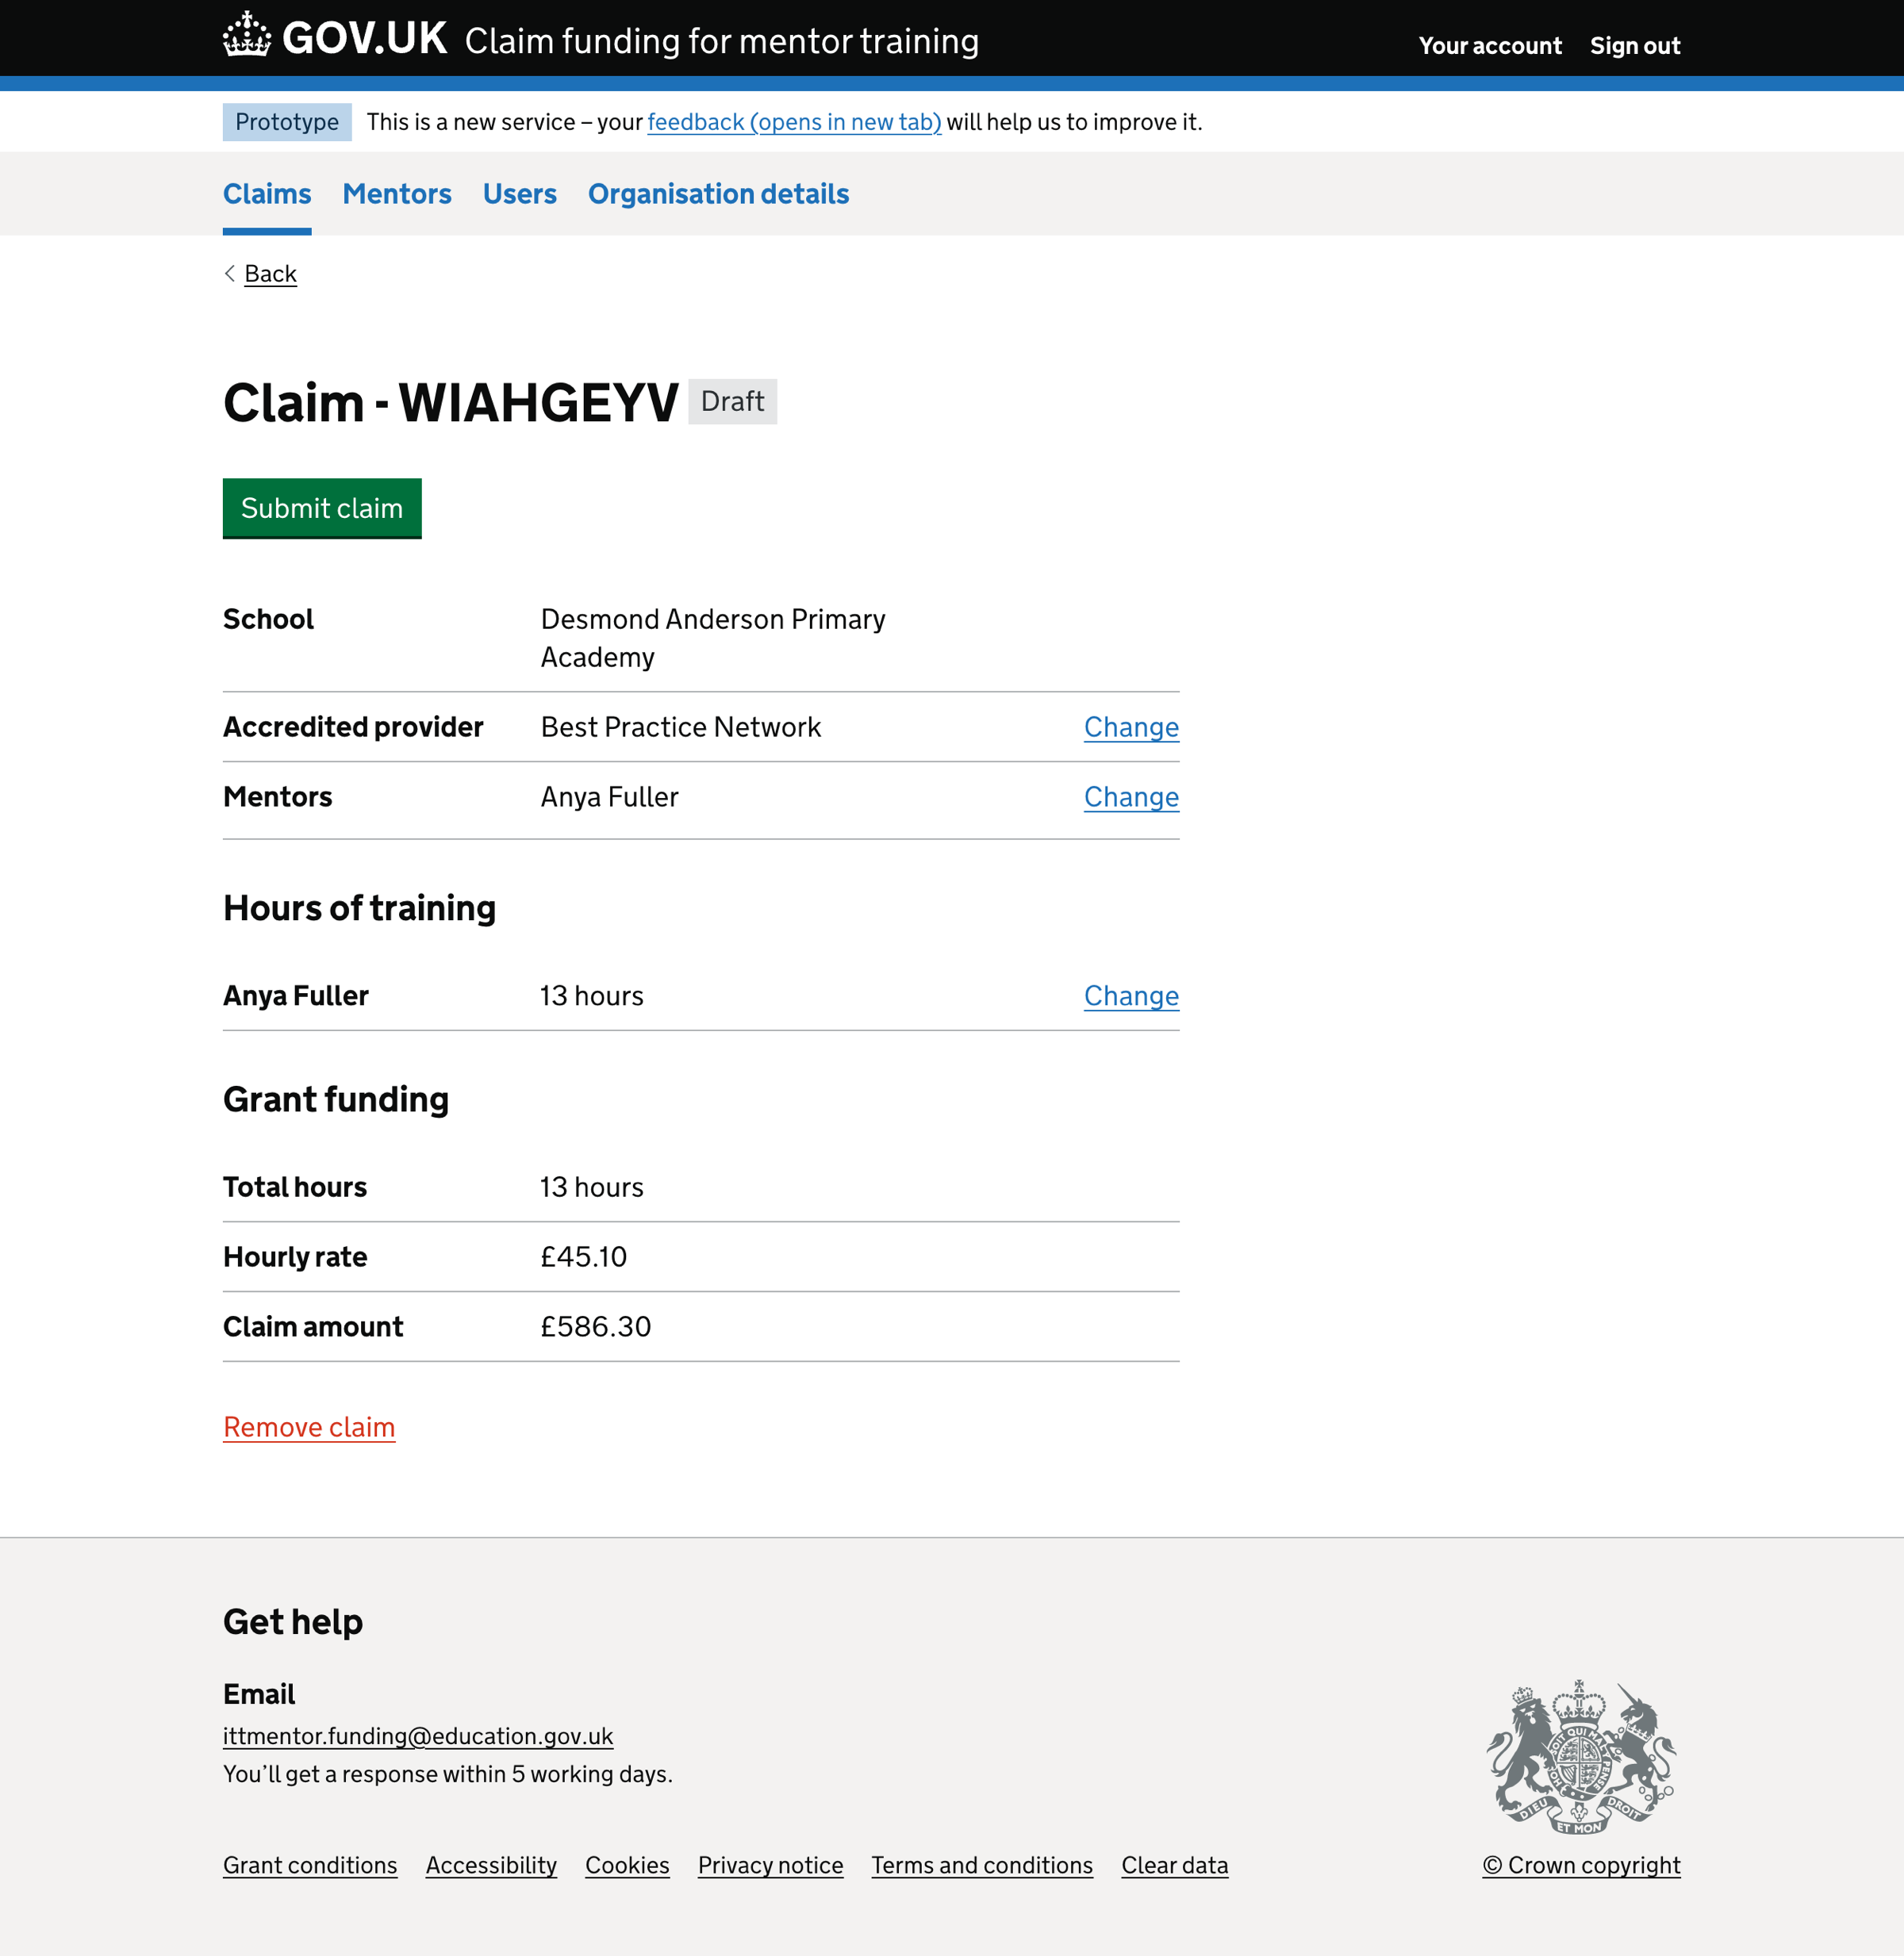 GOV.UK Claim funding for mentor training
Your account Sign out
Prototype This is a new service – your feedback (opens in new tab) will help us to improve it.
Claims Mentors Users Organisation details
Back
Claim - WIAHGEYV Draft
Submit claim
School Desmond Anderson Primary
Academy
Accredited provider Best Practice Network Change
Mentors Anya Fuller Change
Hours of training
Anya Fuller 13 hours Change
Grant funding
Total hours 13 hours
Hourly rate £45.10
Claim amount £586.30
Remove claim
Get help
Email
ittmentor.funding@education.gov.uk
You’ll get a response within 5 working days.
DIEU ET MON DROIT
Grant conditions Accessibility Cookies Privacy notice Terms and conditions Clear data
© Crown copyright